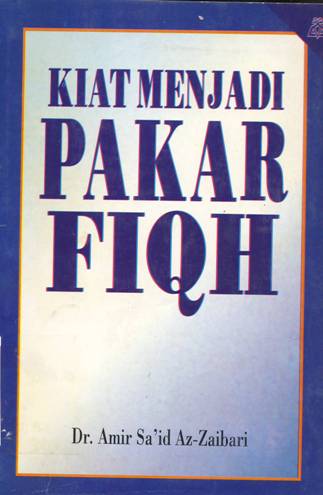 KIAT MENJADI
PAKAR
FIQH
Dr. Amir Sa'id Az-Zaibari